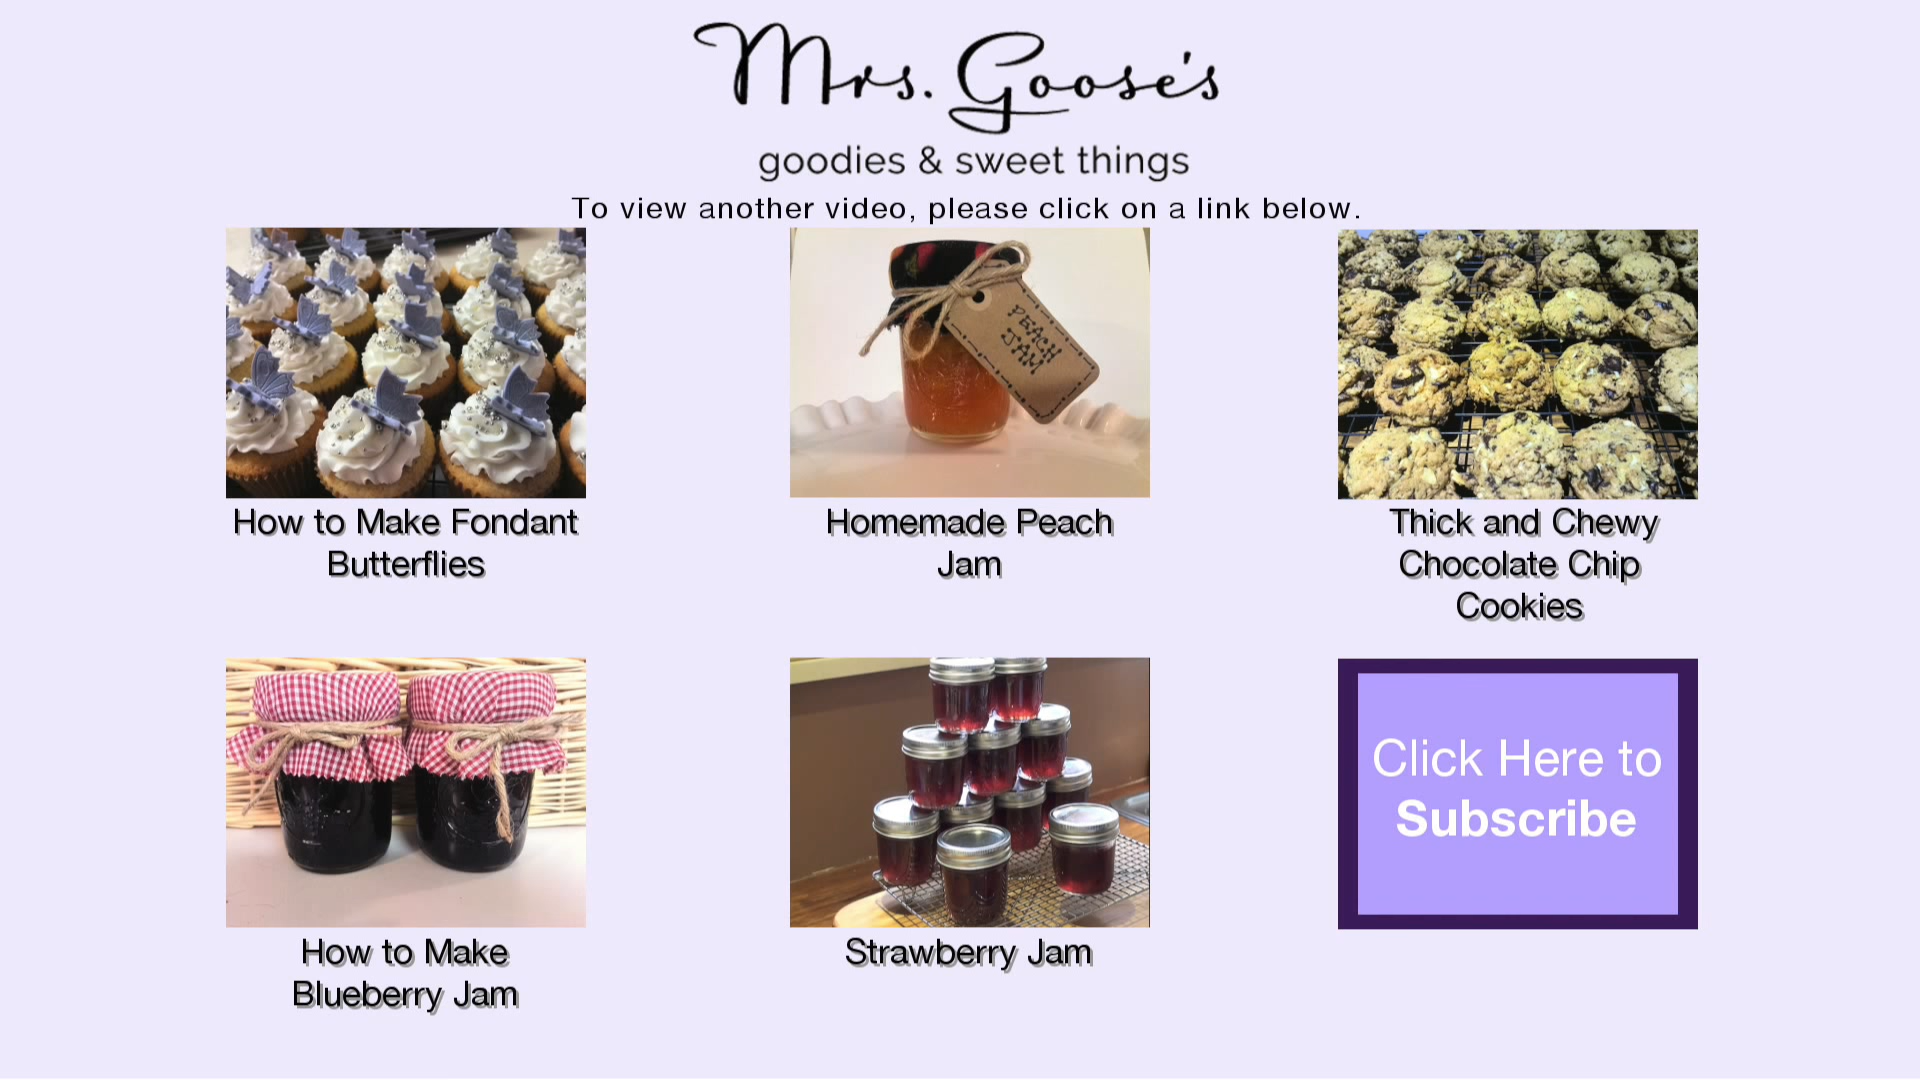 Mrs. Goose's
goodies & sweet things
To view another video, please click on a link below.
PEACH
JAM
How to Make Fondant
Butterflies
Homemade Peach
Jam
Thick and Chewy
Chocolate Chip
Cookies
Click Here to
Subscribe
How to Make
Blueberry Jam
Strawberry Jam